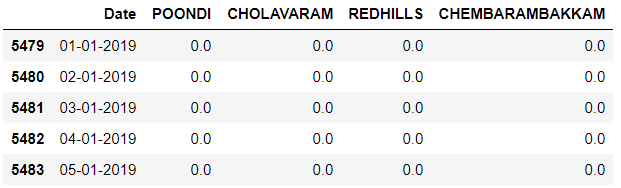 Date POONDI CHOLAVARAM REDHILLS CHEMBARAMBAKKAM
5479 01-01-2019 0.0 0.0 0.0 0.0
5480 02-01-2019 0.0 0.0 0.0 0.0
5481 03-01-2019 0.0 0.0 0.0 0.0
5482 04-01-2019 0.0 0.0 0.0 0.0
5483 05-01-2019 0.0 0.0 0.0 0.0